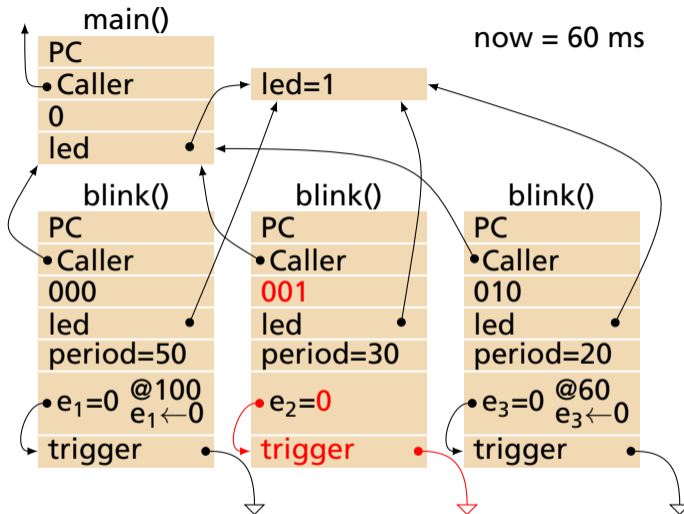 main()
PC
Caller
0
led
led=1
now = 60 ms
blink()
PC
Caller
000
led
period=50
e₁=0 @100
e₁←0
trigger
blink()
PC
Caller
001
led
period=30
e₂=0
trigger
blink()
PC
Caller
010
led
period=20
e₃=0 @60
e₃←0
trigger